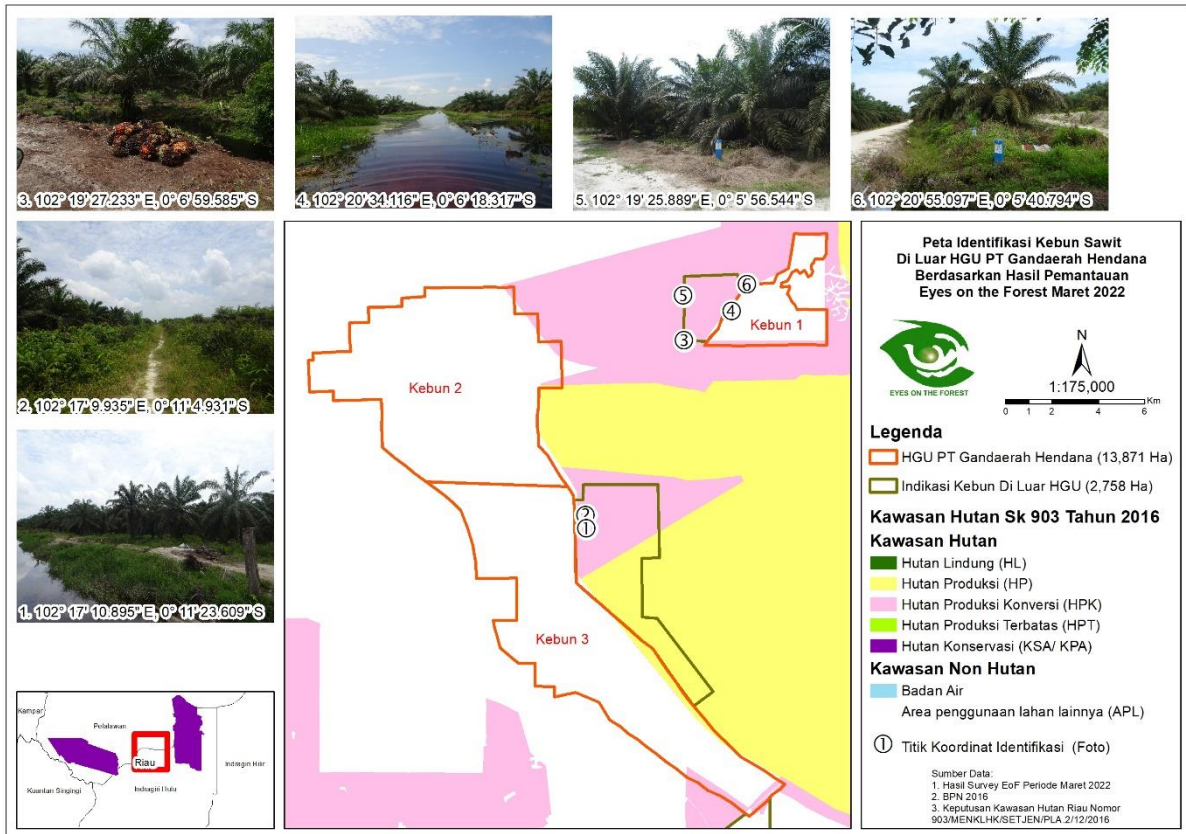 3. 102° 19' 27.233" E, 0° 6' 59.585" S
4. 102° 20' 34.116" E, 0° 6' 18.317" S
5. 102° 19' 25.889" E, 0° 5' 56.544" S
6. 102° 20' 55.097" E, 0° 5' 40.794" S
2. 102° 17' 9.935" E, 0° 11' 4.931" S
1. 102° 17' 10.895" E, 0° 11' 23.609" S
Kebun 1
Kebun 2
Kebun 3
6
5
4
3
2
1
Peta Identifikasi Kebun Sawit
Di Luar HGU PT Gandaerah Hendana
Berdasarkan Hasil Pemantauan
Eyes on the Forest Maret 2022
EYES ON THE FOREST
N
1:175,000
Km
0 1 2 4 6
Legenda
HGU PT Gandaerah Hendana (13,871 Ha)
Indikasi Kebun Di Luar HGU (2,758 Ha)
Kawasan Hutan Sk 903 Tahun 2016
Kawasan Hutan
Hutan Lindung (HL)
Hutan Produksi (HP)
Hutan Produksi Konversi (HPK)
Hutan Produksi Terbatas (HPT)
Hutan Konservasi (KSA/ KPA)
Kawasan Non Hutan
Badan Air
Area penggunaan lahan lainnya (APL)
1 Titik Koordinat Identifikasi (Foto)
Sumber Data:
1. Hasil Survey EoF Periode Maret 2022
2. BPN 2016
3. Keputusan Kawasan Hutan Riau Nomor
903/MENKLHK/SETJEN/PLA.2/12/2016
Kampar
Pelalawan
Riau
Indragiri Hilir
Kuantan Singingi
Indragiri Hulu